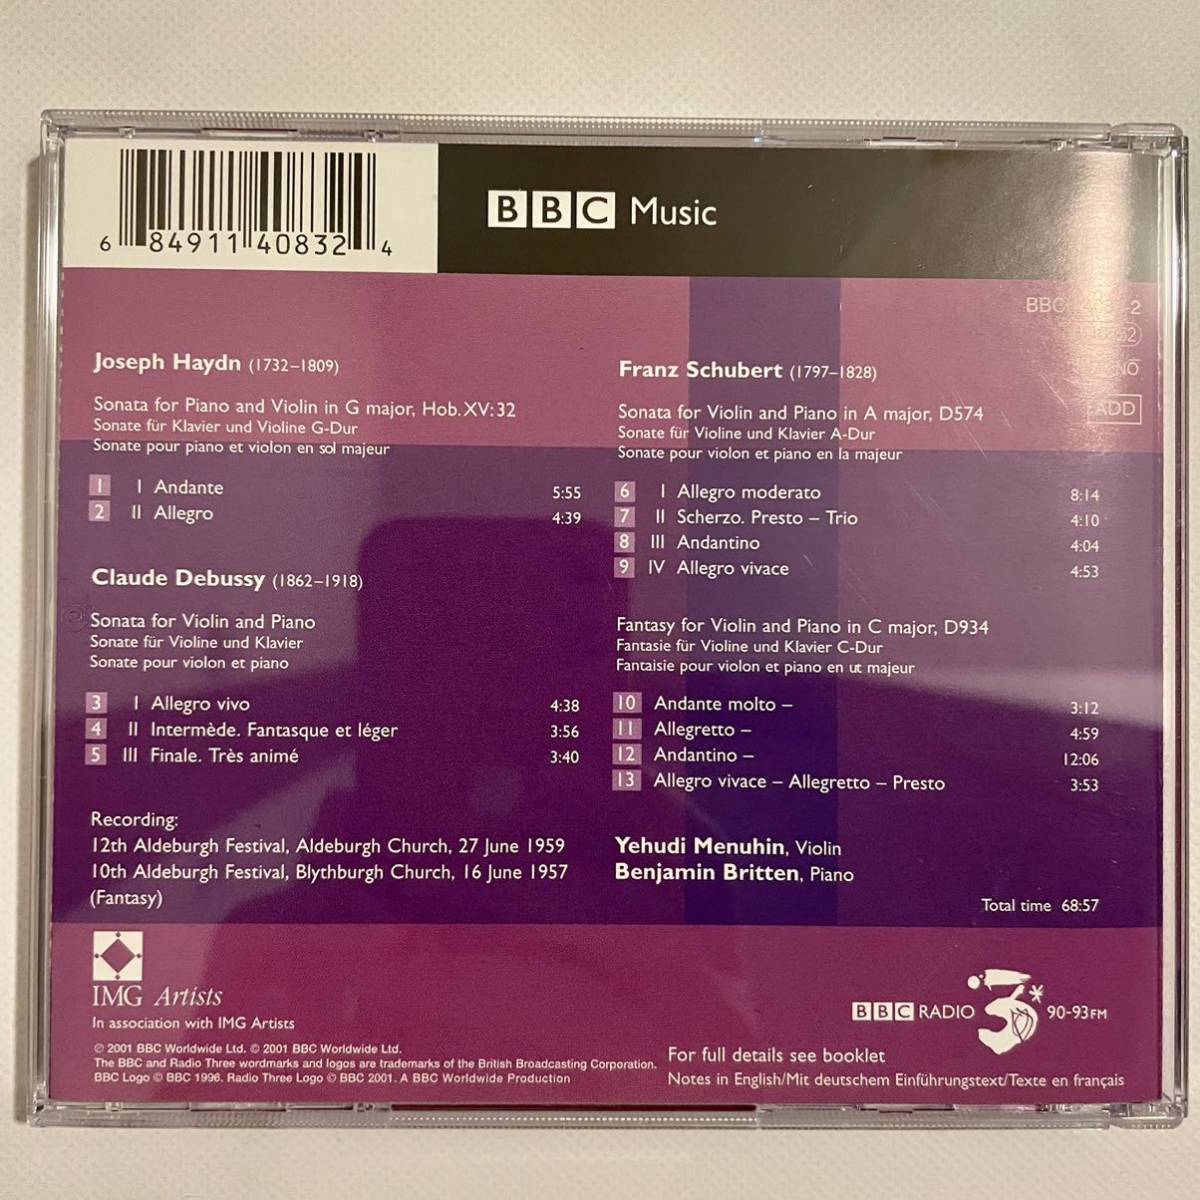 6 84911 40832 4
BBC Music
BBC
-2
ADD
Joseph Haydn (1732–1809)
Sonata for Piano and Violin in G major, Hob. XV: 32
Sonate für Klavier und Violine G-Dur
Sonate pour piano et violon en sol majeur
1 I Andante 5:55
2 II Allegro 4:39
Claude Debussy (1862–1918)
Sonata for Violin and Piano
Sonate für Violine und Klavier
Sonate pour violon et piano
3 I Allegro vivo 4:38
4 II Intermède. Fantasque et léger 3:56
5 III Finale. Très animé 3:40
Recording:
12th Aldeburgh Festival, Aldeburgh Church, 27 June 1959
10th Aldeburgh Festival, Blythburgh Church, 16 June 1957
(Fantasy)
Franz Schubert (1797–1828)
Sonata for Violin and Piano in A major, D574
Sonate für Violine und Klavier A-Dur
Sonate pour violon et piano en la majeur
6 I Allegro moderato 8:14
7 II Scherzo. Presto – Trio 4:10
8 III Andantino 4:04
9 IV Allegro vivace 4:53
Fantasy for Violin and Piano in C major, D934
Fantasie für Violine und Klavier C-Dur
Fantaisie pour violon et piano en ut majeur
10 Andante molto – 3:12
11 Allegretto – 4:59
12 Andantino – 12:06
13 Allegro vivace – Allegretto – Presto 3:53
Yehudi Menuhin, Violin
Benjamin Britten, Piano
Total time 68:57
IMG Artists
In association with IMG Artists
℗ 2001 BBC Worldwide Ltd. © 2001 BBC Worldwide Ltd.
The BBC and Radio Three wordmarks and logos are trademarks of the British Broadcasting Corporation.
BBC Logo © BBC 1996. Radio Three Logo © BBC 2001. A BBC Worldwide Production
BBC RADIO 3* 90-93 FM
For full details see booklet
Notes in English/Mit deutschem Einführungstext/Texte en français